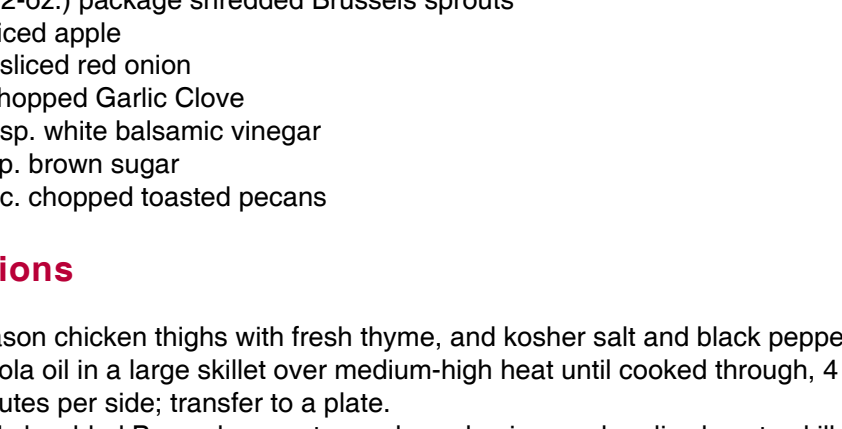 2-oz.) package shredded Brussels sprouts
iced apple
sliced red onion
hopped Garlic Clove
sp. white balsamic vinegar
p. brown sugar
c. chopped toasted pecans
ions
ason chicken thighs with fresh thyme, and kosher salt and black peppe
ola oil in a large skillet over medium-high heat until cooked through, 4
utes per side; transfer to a plate.